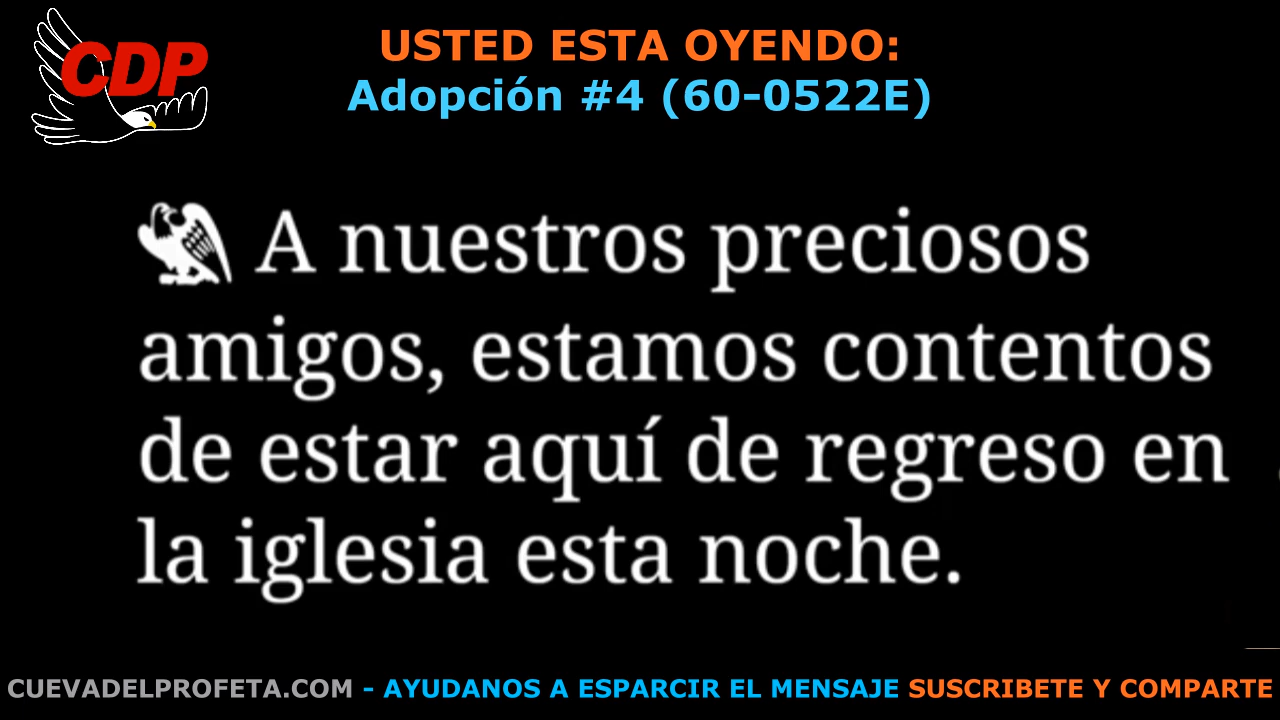 CDP
USTED ESTA OYENDO:
Adopción #4 (60-0522E)
A nuestros preciosos
amigos, estamos contentos
de estar aquí de regreso en
la iglesia esta noche.
CUEVADELPROFETA.COM - AYUDANOS A ESPARCIR EL MENSAJE SUSCRIBETE Y COMPARTE